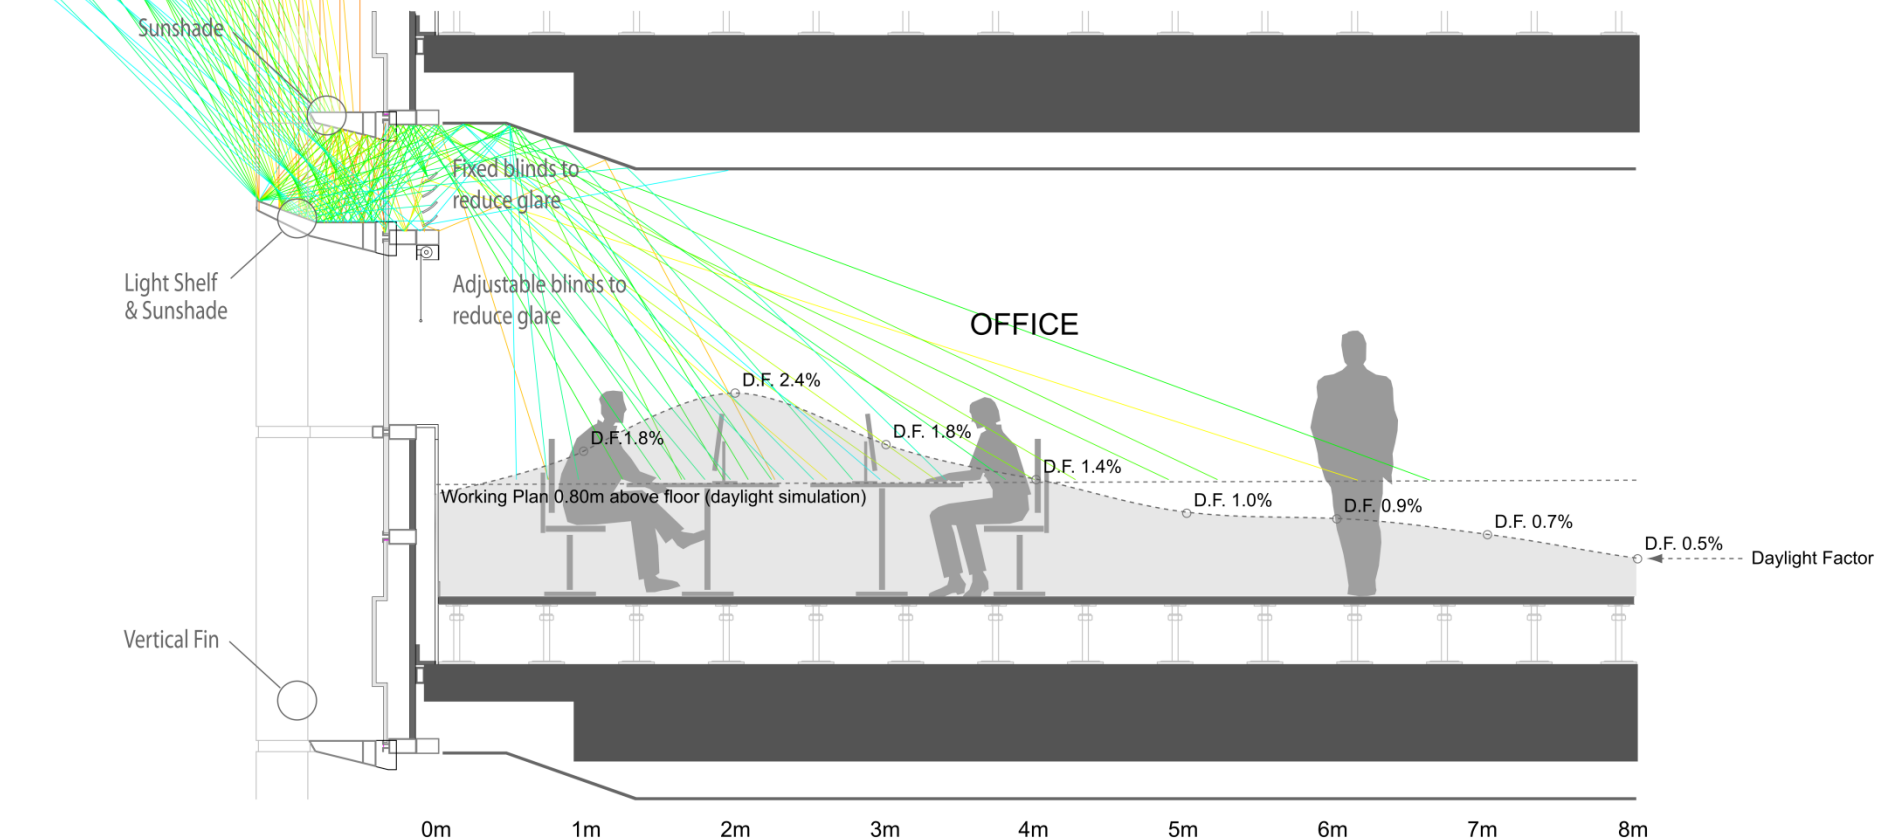 Sunshade
Fixed blinds to
reduce glare
Light Shelf
& Sunshade
Adjustable blinds to
reduce glare
OFFICE
D.F. 2.4%
D.F.1.8%
D.F. 1.8%
D.F. 1.4%
Working Plan 0.80m above floor (daylight simulation)
D.F. 1.0%
D.F. 0.9%
D.F. 0.7%
D.F. 0.5%
Daylight Factor
Vertical Fin
0m 1m 2m 3m 4m 5m 6m 7m 8m